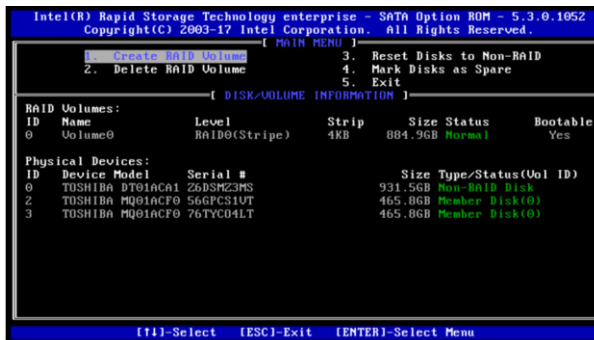 Intel(R) Rapid Storage Technology enterprise - SATA Option ROM - 5.3.0.1052
Copyright(C) 2003-17 Intel Corporation. All Rights Reserved.
[ MAIN MENU ]
1. Create RAID Volume 3. Reset Disks to Non-RAID
2. Delete RAID Volume 4. Mark Disks as Spare
5. Exit
[ DISK/VOLUME INFORMATION ]
RAID Volumes:
ID Name Level Strip Size Status Bootable
0 Volume0 RAID0(Stripe) 4KB 884.9GB Normal Yes
Physical Devices:
ID Device Model Serial # Size Type/Status(Vol ID)
0 TOSHIBA DT01ACA1 Z6DSMZ3MS 931.5GB Non-RAID Disk
2 TOSHIBA MQ01ACF0 56GPCS1VT 465.8GB Member Disk(0)
3 TOSHIBA MQ01ACF0 76TYC04LT 465.8GB Member Disk(0)
[↑↓]-Select [ESC]-Exit [ENTER]-Select Menu